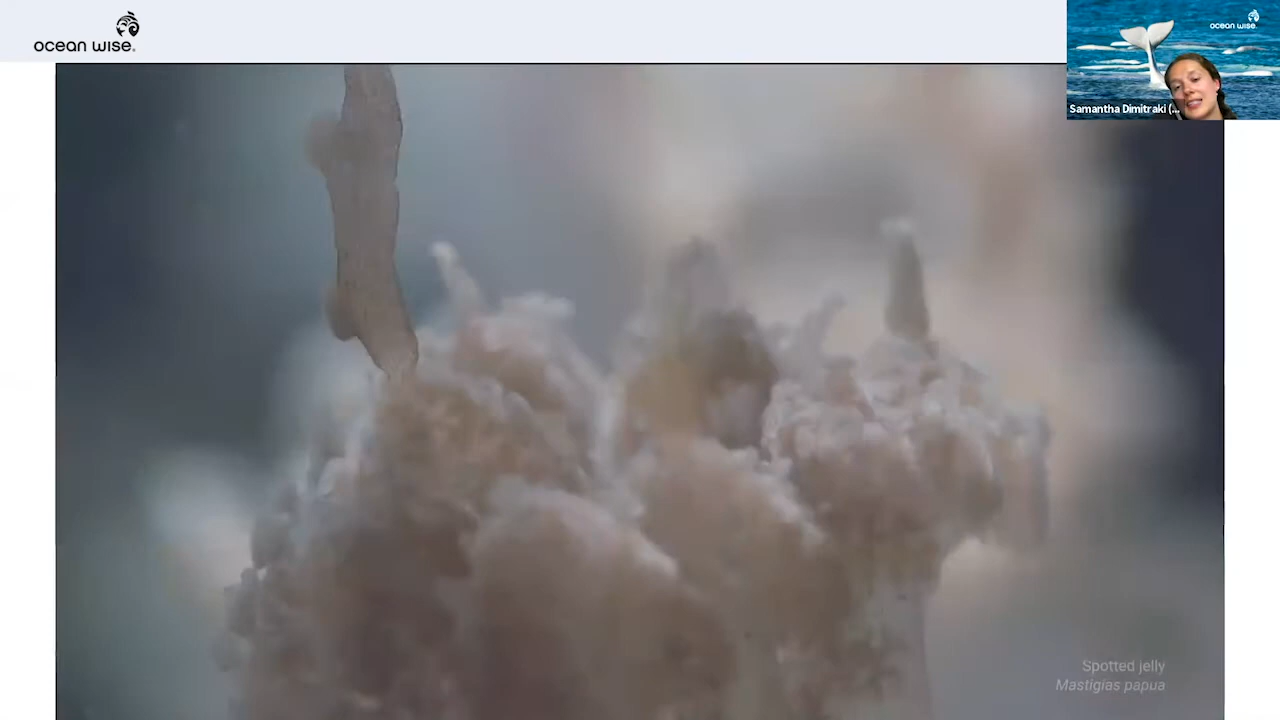 ocean wise.
ocean wise.
Samantha Dimitraki (...
Spotted jelly
Mastigias papua